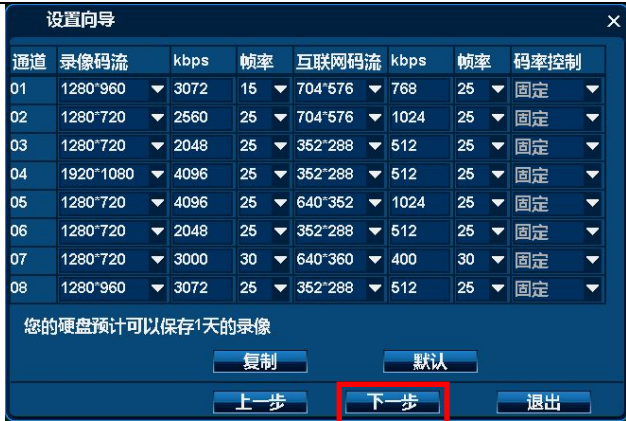 设置向导
通道 录像码流 kbps 帧率 互联网码流 kbps 帧率 码率控制
01 1280*960 3072 15 704*576 768 25 固定
02 1280*720 2560 25 704*576 1024 25 固定
03 1280*720 2048 25 352*288 512 25 固定
04 1920*1080 4096 25 352*288 512 25 固定
05 1280*720 4096 25 640*352 1024 25 固定
06 1280*720 2048 25 352*288 512 25 固定
07 1280*720 3000 30 640*360 400 30 固定
08 1280*960 3072 25 352*288 512 25 固定
您的硬盘预计可以保存1天的录像
复制 默认
上一步 下一步 退出